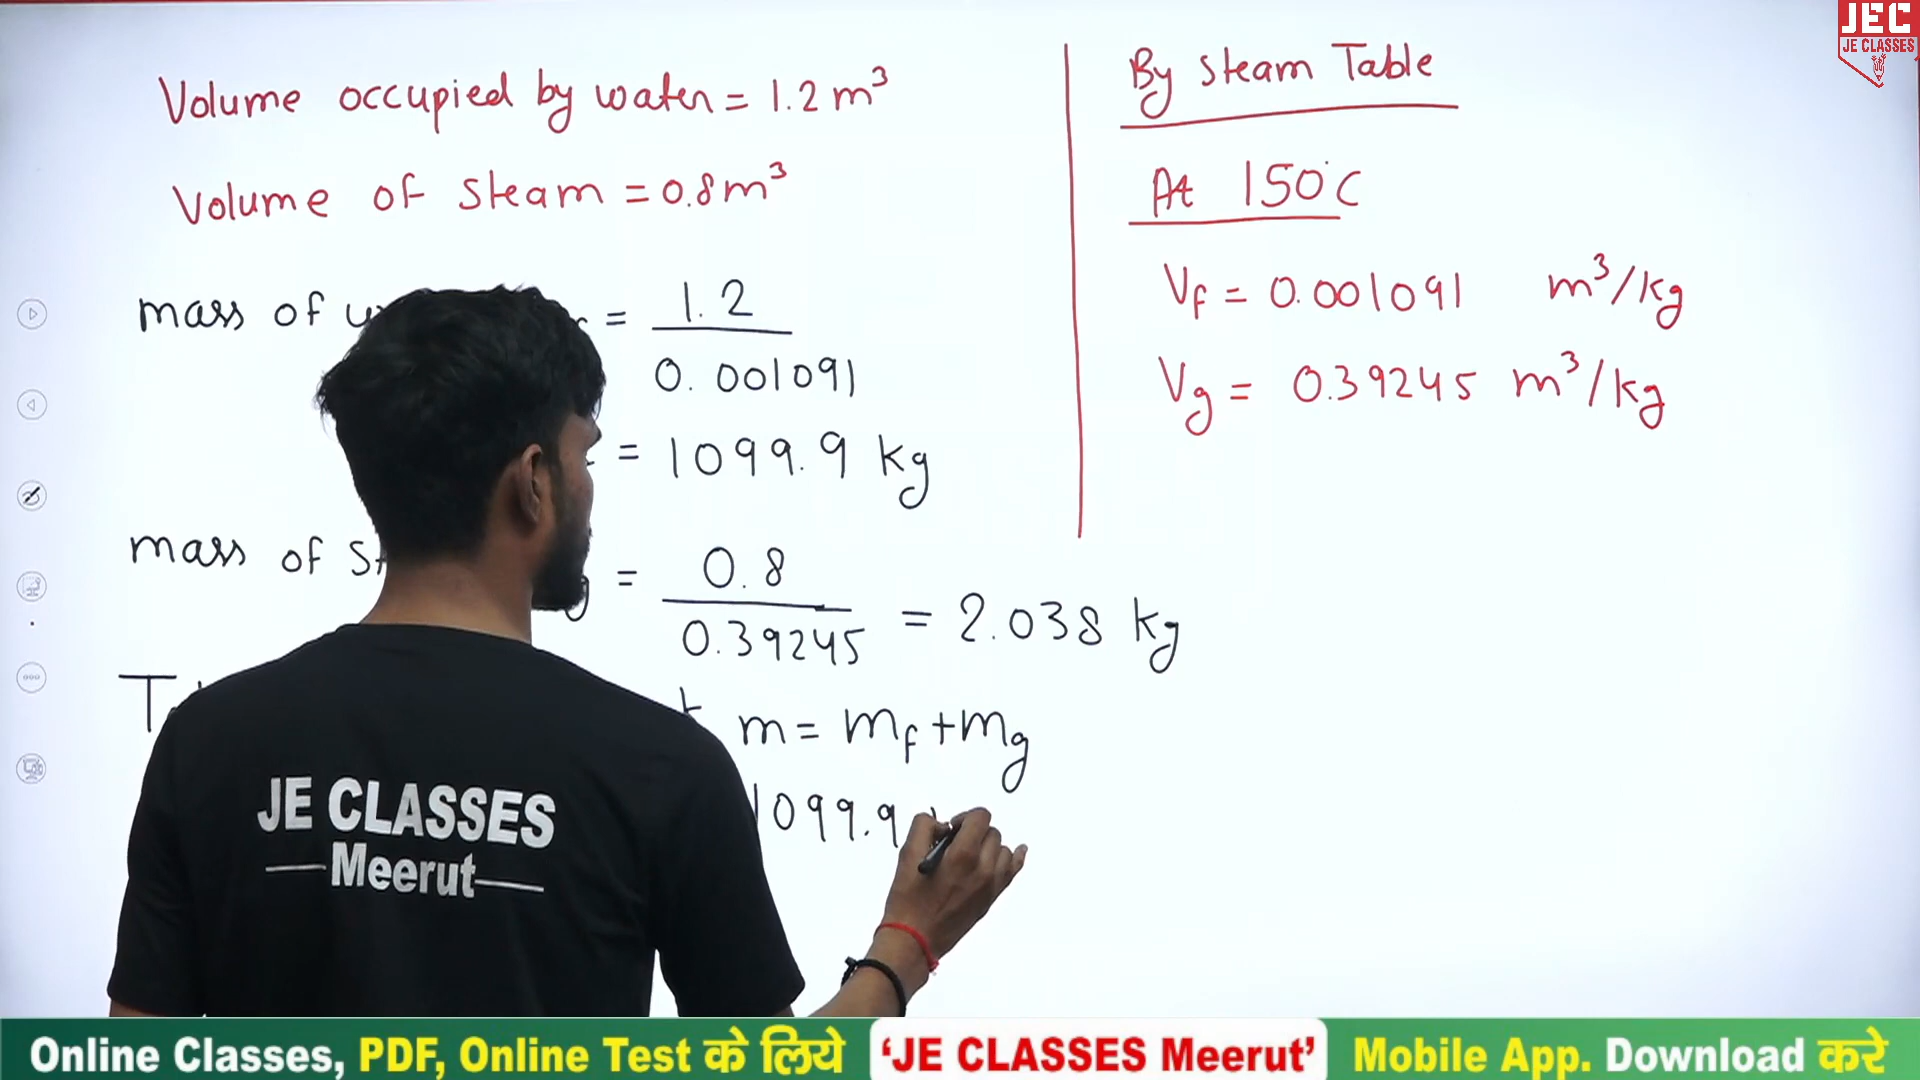 Volume occupied by water = 1.2 m³
Volume of steam = 0.8 m³
mass of = 1.2 / 0.001091
= 1099.9 kg
mass of = 0.8 / 0.39245 = 2.038 kg
m = mf + mg
1099.9
By steam Table
At 150°C
Vf = 0.001091 m³/kg
Vg = 0.39245 m³/kg
JEC
JE CLASSES
JE CLASSES
Meerut
Online Classes, PDF, Online Test के लिये 'JE CLASSES Meerut' Mobile App. Download करे